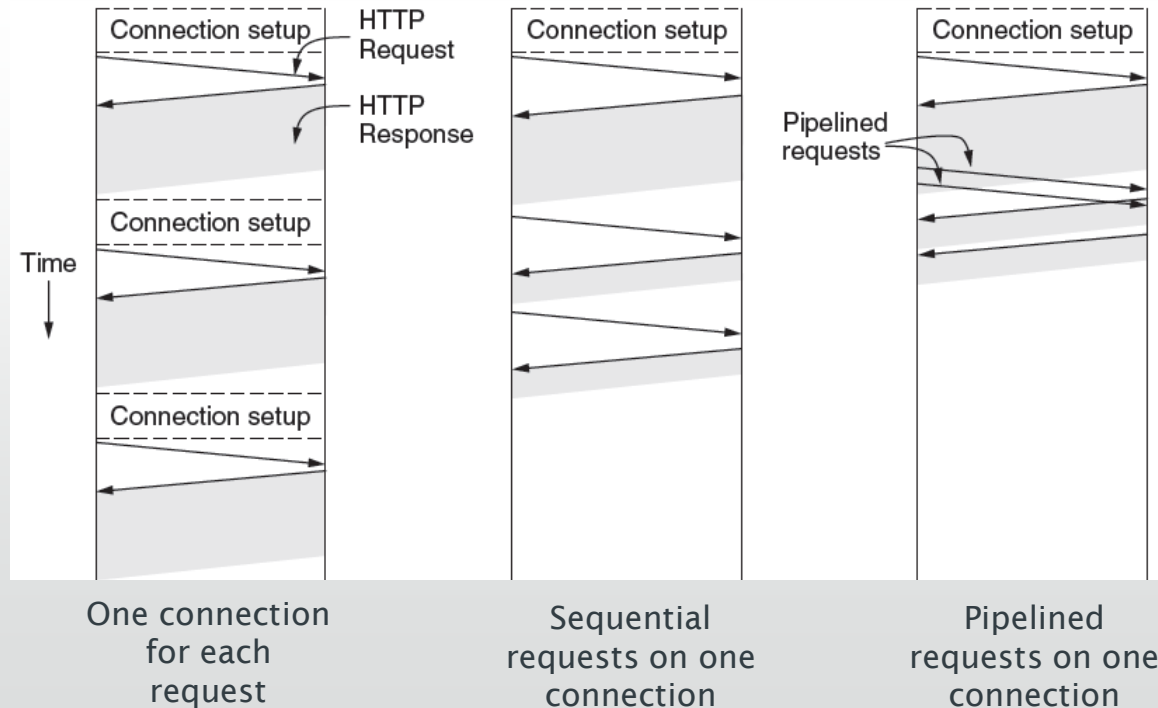 Connection setup
HTTP
Request
HTTP
Response
Connection setup
Time
Connection setup
Connection setup
Connection setup
Pipelined
requests
One connection
for each
request
Sequential
requests on one
connection
Pipelined
requests on one
connection